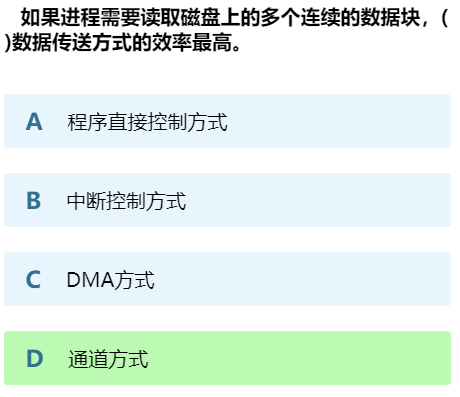 如果进程需要读取磁盘上的多个连续的数据块，(
)数据传送方式的效率最高。
A 程序直接控制方式
B 中断控制方式
C DMA方式
D 通道方式